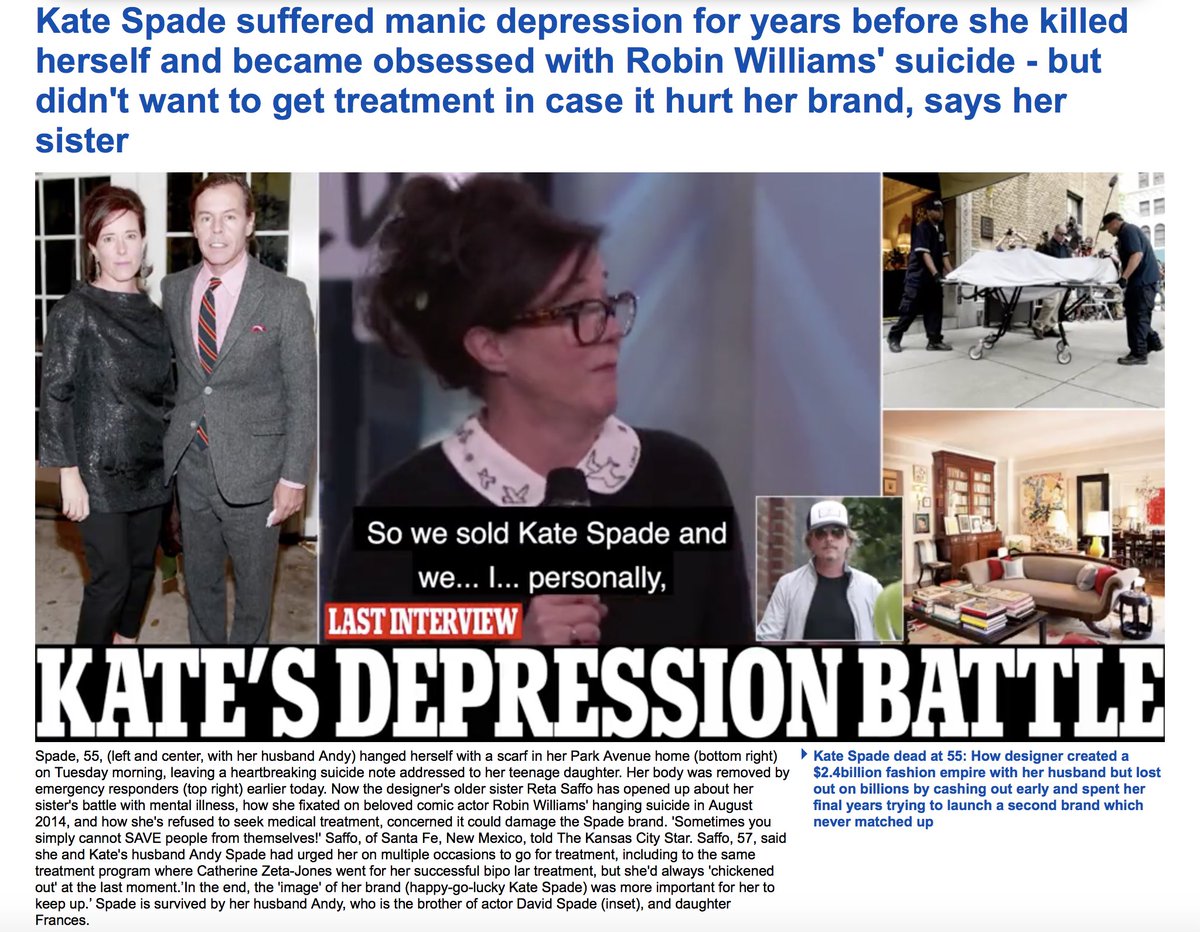 Kate Spade suffered manic depression for years before she killed
herself and became obsessed with Robin Williams' suicide - but
didn't want to get treatment in case it hurt her brand, says her
sister
So we sold Kate Spade and
we... I... personally,
LAST INTERVIEW
KATE'S DEPRESSION BATTLE
Spade, 55, (left and center, with her husband Andy) hanged herself with a scarf in her Park Avenue home (bottom right)
on Tuesday morning, leaving a heartbreaking suicide note addressed to her teenage daughter. Her body was removed by
emergency responders (top right) earlier today. Now the designer's older sister Reta Saffo has opened up about her
sister's battle with mental illness, how she fixated on beloved comic actor Robin Williams' hanging suicide in August
2014, and how she's refused to seek medical treatment, concerned it could damage the Spade brand. 'Sometimes you
simply cannot SAVE people from themselves!' Saffo, of Santa Fe, New Mexico, told The Kansas City Star. Saffo, 57, said
she and Kate's husband Andy Spade had urged her on multiple occasions to go for treatment, including to the same
treatment program where Catherine Zeta-Jones went for her successful bipo lar treatment, but she'd always 'chickened
out' at the last moment.'In the end, the 'image' of her brand (happy-go-lucky Kate Spade) was more important for her to
keep up.' Spade is survived by her husband Andy, who is the brother of actor David Spade (inset), and daughter
Frances.
Kate Spade dead at 55: How designer created a
$2.4billion fashion empire with her husband but lost
out on billions by cashing out early and spent her
final years trying to launch a second brand which
never matched up